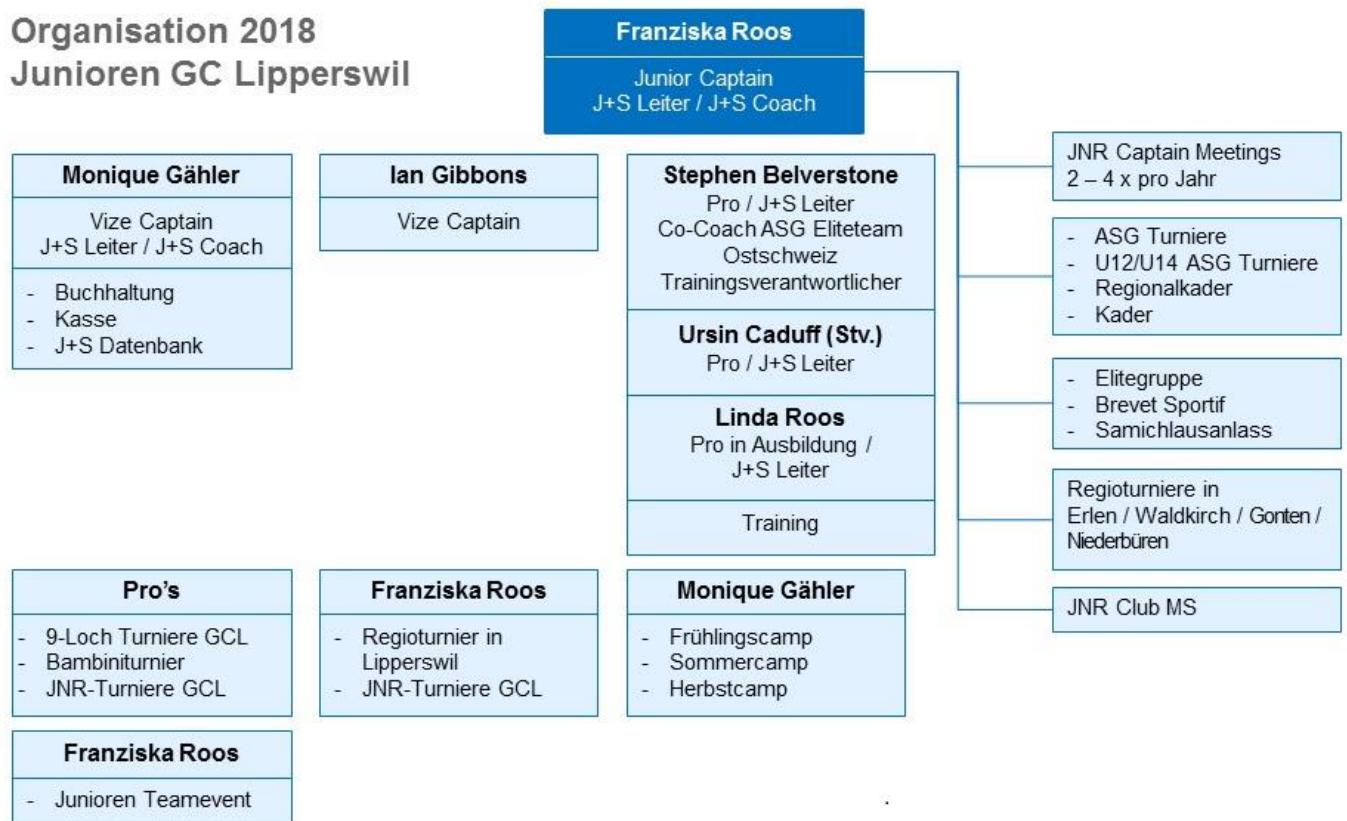 Organisation 2018
Junioren GC Lipperswil
Franziska Roos
Junior Captain
J+S Leiter / J+S Coach
Monique Gähler
Vize Captain
J+S Leiter / J+S Coach
- Buchhaltung
- Kasse
- J+S Datenbank
Ian Gibbons
Vize Captain
Stephen Belverstone
Pro / J+S Leiter
Co-Coach ASG Eliteteam
Ostschweiz
Trainingsverantwortlicher
Ursin Caduff (Stv.)
Pro / J+S Leiter
Linda Roos
Pro in Ausbildung /
J+S Leiter
Training
JNR Captain Meetings
2 – 4 x pro Jahr
- ASG Turniere
- U12/U14 ASG Turniere
- Regionalkader
- Kader
- Elitegruppe
- Brevet Sportif
- Samichlausanlass
Regioturniere in
Erlen / Waldkirch / Gonten /
Niederbüren
JNR Club MS
Pro's
- 9-Loch Turniere GCL
- Bambiniturnier
- JNR-Turniere GCL
Franziska Roos
- Regioturnier in
Lipperswil
- JNR-Turniere GCL
Monique Gähler
- Frühlingscamp
- Sommercamp
- Herbstcamp
Franziska Roos
- Junioren Teamevent
.